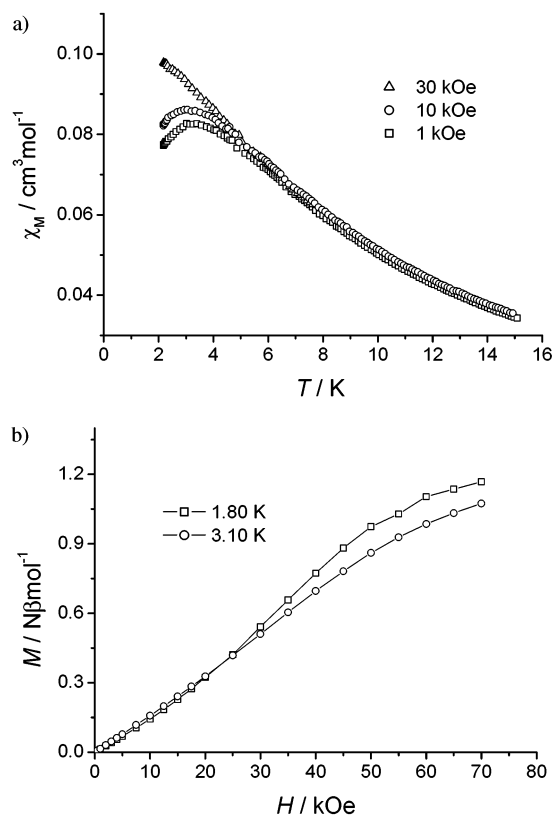 a)
0.10
0.08
0.06
0.04
χM / cm³mol⁻¹
30 kOe
10 kOe
1 kOe
0 2 4 6 8 10 12 14 16
T / K
b)
1.2
0.9
0.6
0.3
0.0
M / Nβmol⁻¹
1.80 K
3.10 K
0 10 20 30 40 50 60 70 80
H / kOe